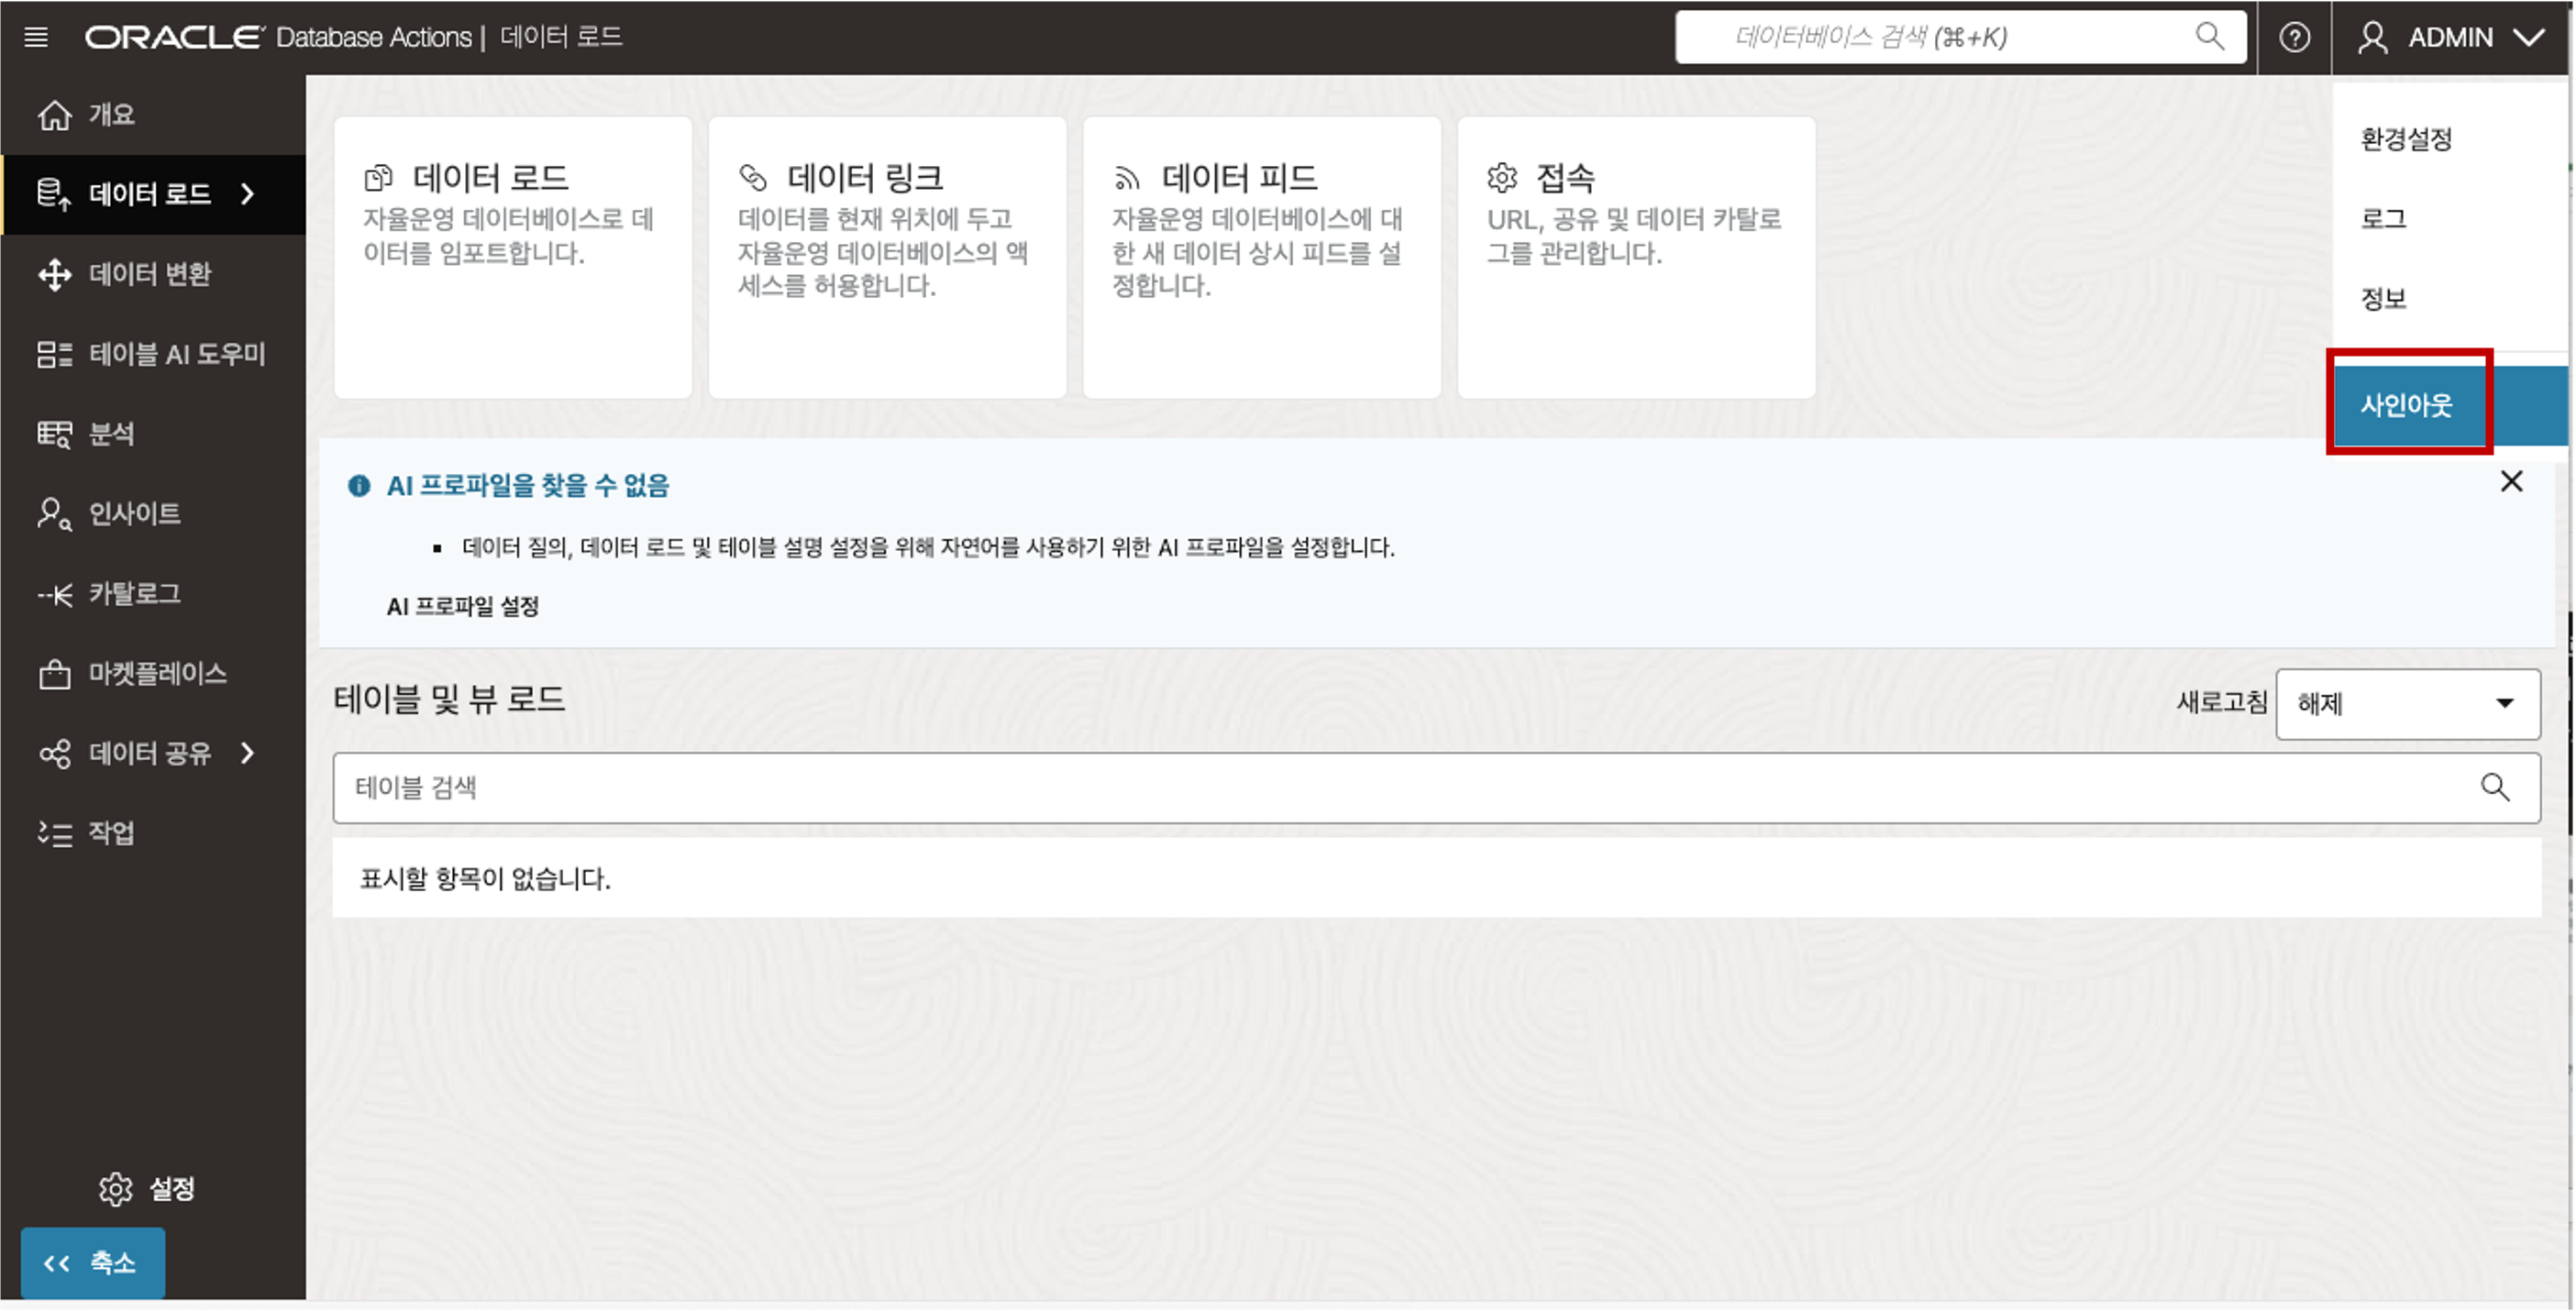 ORACLE Database Actions | 데이터 로드
데이터베이스 검색 (⌘+K)
ADMIN
개요
데이터 로드
데이터 변환
테이블 AI 도우미
분석
인사이트
카탈로그
마켓플레이스
데이터 공유
작업
설정
축소
데이터 로드
자율운영 데이터베이스로 데
이터를 임포트합니다.
데이터 링크
데이터를 현재 위치에 두고
자율운영 데이터베이스의 액
세스를 허용합니다.
데이터 피드
자율운영 데이터베이스에 대
한 새 데이터 상시 피드를 설
정합니다.
접속
URL, 공유 및 데이터 카탈로
그를 관리합니다.
환경설정
로그
정보
사인아웃
AI 프로파일을 찾을 수 없음
▪ 데이터 질의, 데이터 로드 및 테이블 설명 설정을 위해 자연어를 사용하기 위한 AI 프로파일을 설정합니다.
AI 프로파일 설정
테이블 및 뷰 로드
새로고침 해제
테이블 검색
표시할 항목이 없습니다.